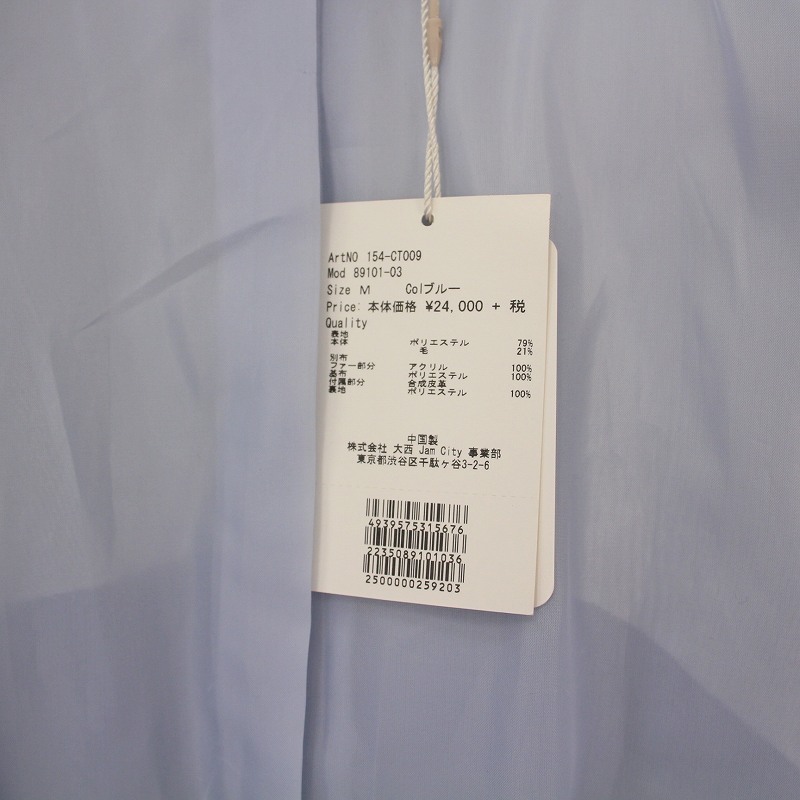 ArtNO 154-CT009
Mod 89101-03
Size M Colブルー
Price: 本体価格 ¥24,000 + 税
Quality
表地
本体 ポリエステル 79%
毛 21%
別布
ファー部分 アクリル 100%
基布 ポリエステル 100%
付属部分 合成皮革
裏地 ポリエステル 100%
中国製
株式会社 大西 Jam City 事業部
東京都渋谷区千駄ヶ谷3-2-6
4939575315676
2235089101036
2500000259203